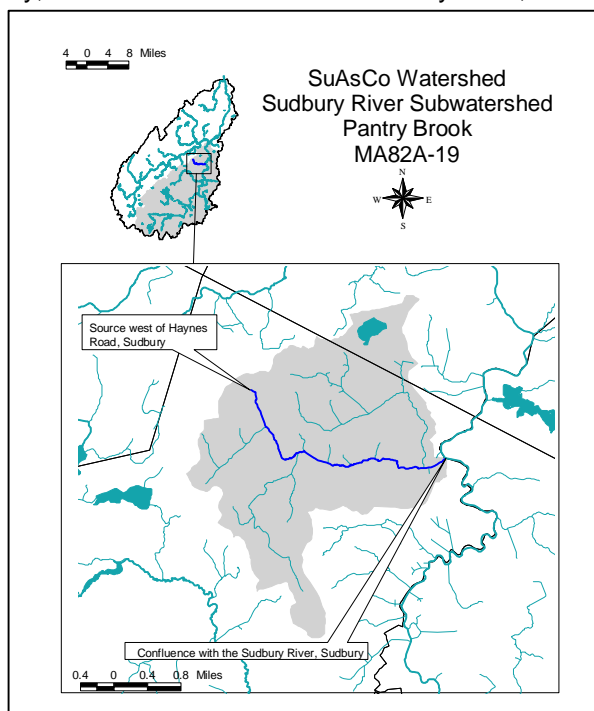 4 0 4 8 Miles
SuAsCo Watershed
Sudbury River Subwatershed
Pantry Brook
MA82A-19
N
W E
S
Source west of Haynes
Road, Sudbury
Confluence with the Sudbury River, Sudbury
0.4 0 0.4 0.8 Miles